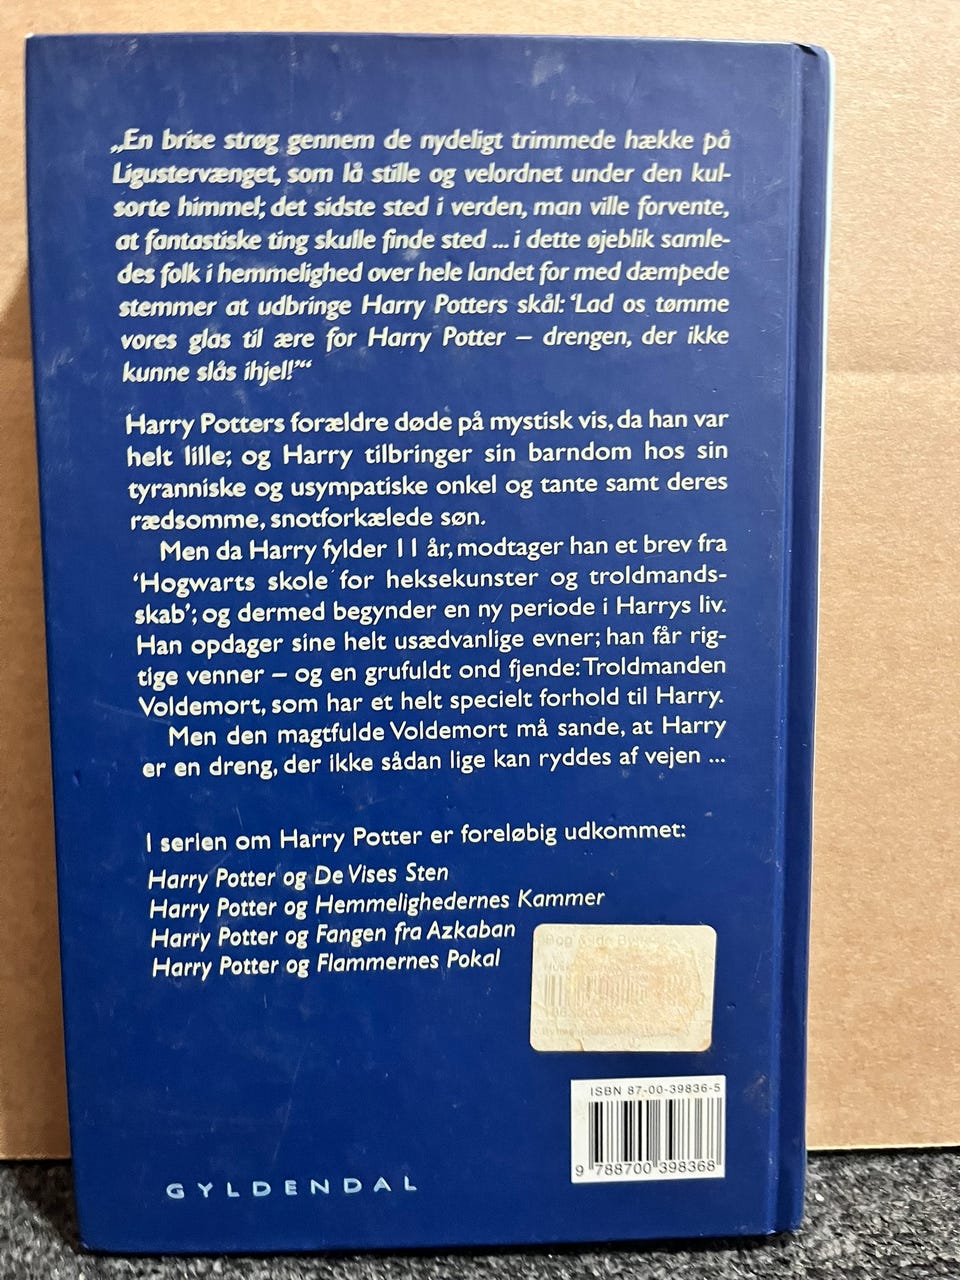 „En brise strøg gennem de nydeligt trimmede hække på
Ligustervænget, som lå stille og velordnet under den kul-
sorte himmel; det sidste sted i verden, man ville forvente,
at fantastiske ting skulle finde sted ... i dette øjeblik samle-
des folk i hemmelighed over hele landet for med dæmpede
stemmer at udbringe Harry Potters skål: ‘Lad os tømme
vores glas til ære for Harry Potter – drengen, der ikke
kunne slås ihjel!’“
Harry Potters forældre døde på mystisk vis, da han var
helt lille; og Harry tilbringer sin barndom hos sin
tyranniske og usympatiske onkel og tante samt deres
rædsomme, snotforkælede søn.
Men da Harry fylder 11 år, modtager han et brev fra
‘Hogwarts skole for heksekunster og troldmands-
skab’; og dermed begynder en ny periode i Harrys liv.
Han opdager sine helt usædvanlige evner; han får rig-
tige venner – og en grufuldt ond fjende: Troldmanden
Voldemort, som har et helt specielt forhold til Harry.
Men den magtfulde Voldemort må sande, at Harry
er en dreng, der ikke sådan lige kan ryddes af vejen ...
I serien om Harry Potter er foreløbig udkommet:
Harry Potter og De Vises Sten
Harry Potter og Hemmelighedernes Kammer
Harry Potter og Fangen fra Azkaban
Harry Potter og Flammernes Pokal
Bog
ISBN 87-00-39836-5
9 788700 398368
GYLDENDAL